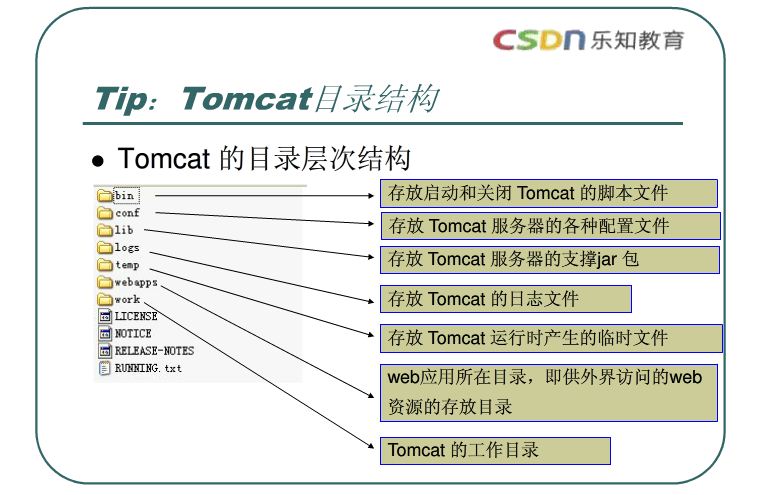 CSDN 乐知教育
Tip：Tomcat目录结构
● Tomcat 的目录层次结构
bin
存放启动和关闭 Tomcat 的脚本文件
conf
存放 Tomcat 服务器的各种配置文件
lib
存放 Tomcat 服务器的支撑jar 包
logs
存放 Tomcat 的日志文件
temp
存放 Tomcat 运行时产生的临时文件
webapps
web应用所在目录，即供外界访问的web
资源的存放目录
work
Tomcat 的工作目录
LICENSE
NOTICE
RELEASE-NOTES
RUNNING.txt